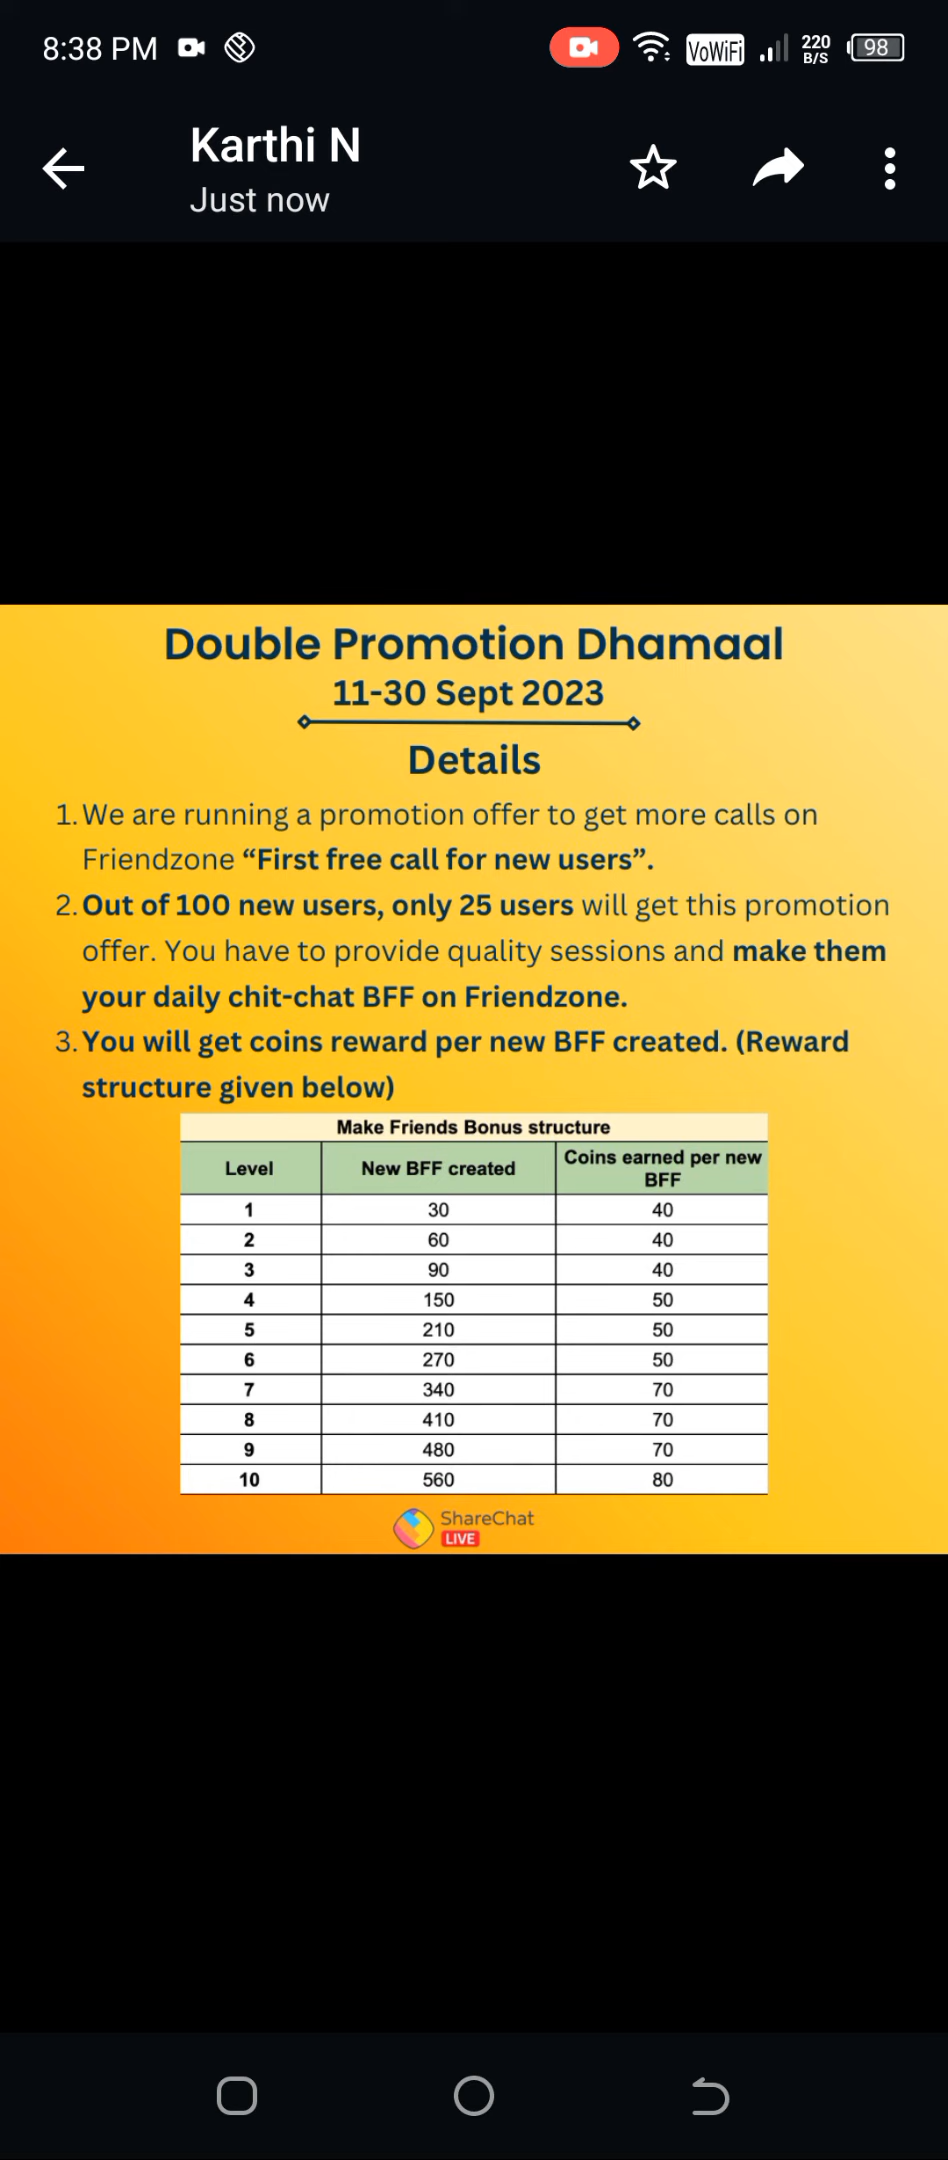 8:38 PM
VoWiFi
220
B/S
98
Karthi N
Just now
Double Promotion Dhamaal
11-30 Sept 2023
Details
1. We are running a promotion offer to get more calls on
Friendzone “First free call for new users”.
2. Out of 100 new users, only 25 users will get this promotion
offer. You have to provide quality sessions and make them
your daily chit-chat BFF on Friendzone.
3. You will get coins reward per new BFF created. (Reward
structure given below)
Make Friends Bonus structure
Level New BFF created Coins earned per new
BFF
1 30 40
2 60 40
3 90 40
4 150 50
5 210 50
6 270 50
7 340 70
8 410 70
9 480 70
10 560 80
ShareChat
LIVE